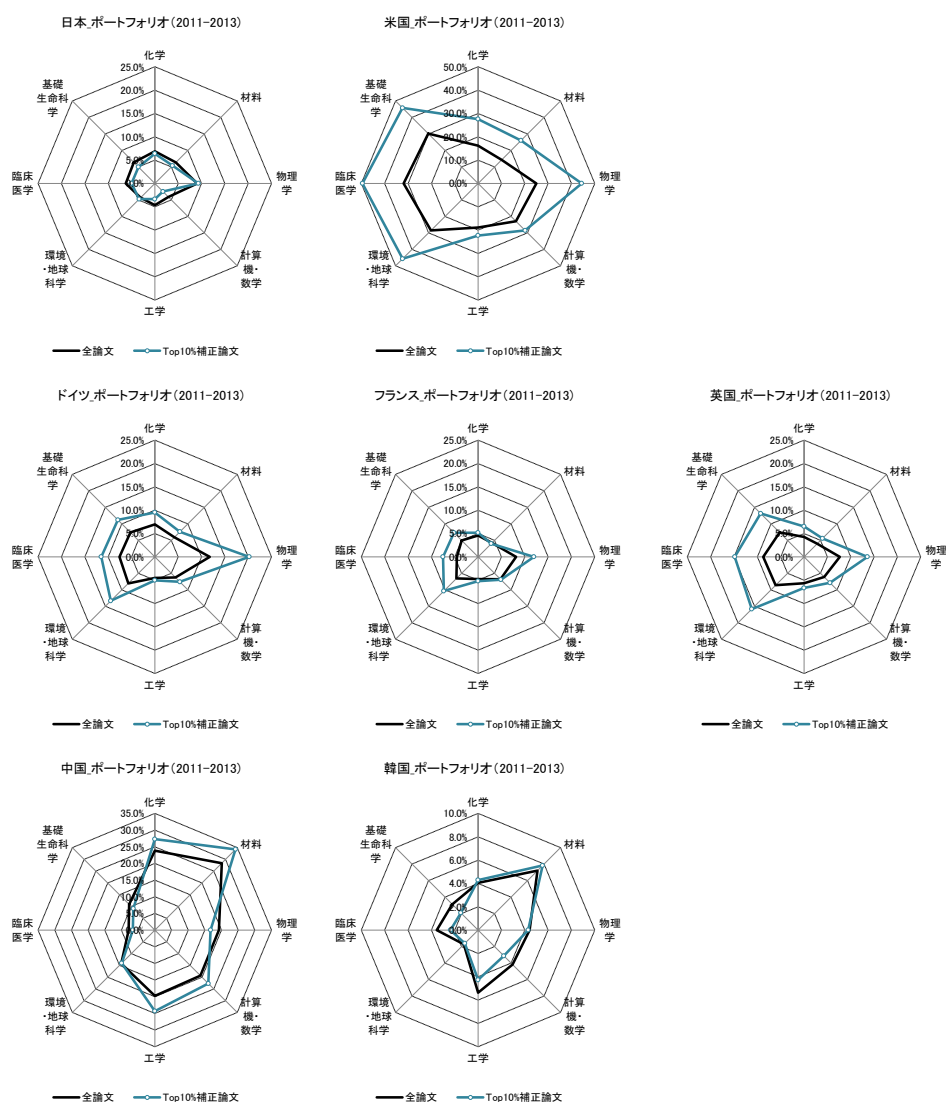 日本_ポートフォリオ(2011-2013)
化学
25.0%
20.0%
15.0%
10.0%
5.0%
0.0%
材料
物理
学
計算
機・
数学
工学
環境
・地球
科学
臨床
医学
基礎
生命科
学
全論文
Top10%補正論文
米国_ポートフォリオ(2011-2013)
化学
50.0%
40.0%
30.0%
20.0%
10.0%
0.0%
材料
物理
学
計算
機・
数学
工学
環境
・地球
科学
臨床
医学
基礎
生命科
学
全論文
Top10%補正論文
ドイツ_ポートフォリオ(2011-2013)
化学
25.0%
20.0%
15.0%
10.0%
5.0%
0.0%
材料
物理
学
計算
機・
数学
工学
環境
・地球
科学
臨床
医学
基礎
生命科
学
全論文
Top10%補正論文
フランス_ポートフォリオ(2011-2013)
化学
25.0%
20.0%
15.0%
10.0%
5.0%
0.0%
材料
物理
学
計算
機・
数学
工学
環境
・地球
科学
臨床
医学
基礎
生命科
学
全論文
Top10%補正論文
英国_ポートフォリオ(2011-2013)
化学
25.0%
20.0%
15.0%
10.0%
5.0%
0.0%
材料
物理
学
計算
機・
数学
工学
環境
・地球
科学
臨床
医学
基礎
生命科
学
全論文
Top10%補正論文
中国_ポートフォリオ(2011-2013)
化学
35.0%
30.0%
25.0%
20.0%
15.0%
10.0%
5.0%
0.0%
材料
物理
学
計算
機・
数学
工学
環境
・地球
科学
臨床
医学
基礎
生命科
学
全論文
Top10%補正論文
韓国_ポートフォリオ(2011-2013)
化学
10.0%
8.0%
6.0%
4.0%
2.0%
0.0%
材料
物理
学
計算
機・
数学
工学
環境
・地球
科学
臨床
医学
基礎
生命科
学
全論文
Top10%補正論文